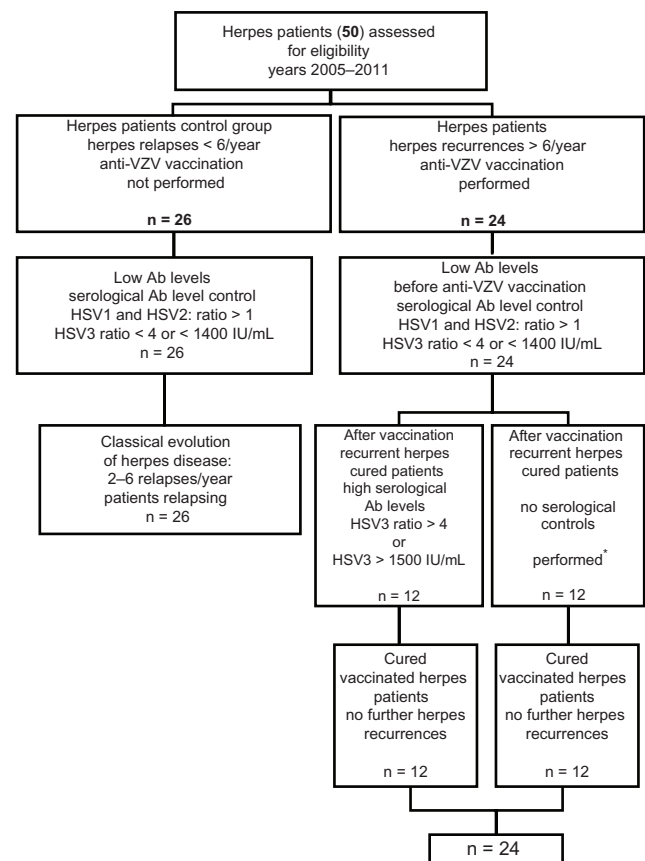 Herpes patients (50) assessed
for eligibility
years 2005–2011
Herpes patients control group
herpes relapses < 6/year
anti-VZV vaccination
not performed
n = 26
Herpes patients
herpes recurrences > 6/year
anti-VZV vaccination
performed
n = 24
Low Ab levels
serological Ab level control
HSV1 and HSV2: ratio > 1
HSV3 ratio < 4 or < 1400 IU/mL
n = 26
Low Ab levels
before anti-VZV vaccination
serological Ab level control
HSV1 and HSV2: ratio > 1
HSV3 ratio < 4 or < 1400 IU/mL
n = 24
Classical evolution
of herpes disease:
2–6 relapses/year
patients relapsing
n = 26
After vaccination
recurrent herpes
cured patients
high serological
Ab levels
HSV3 ratio > 4
or
HSV3 > 1500 IU/mL
n = 12
After vaccination
recurrent herpes
cured patients
no serological
controls
performed*
n = 12
Cured
vaccinated herpes
patients
no further herpes
recurrences
n = 12
Cured
vaccinated herpes
patients
no further herpes
recurrences
n = 12
n = 24